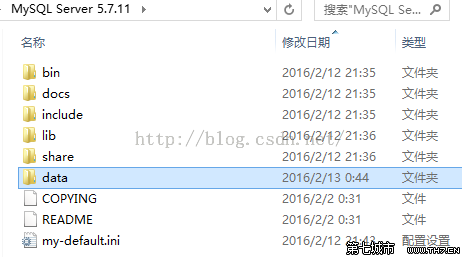 MySQL Server 5.7.11
搜索"MySQL Se...
名称 修改日期 类型
bin 2016/2/12 21:35 文件夹
docs 2016/2/12 21:35 文件夹
include 2016/2/12 21:35 文件夹
lib 2016/2/12 21:36 文件夹
share 2016/2/12 21:36 文件夹
http://blog.csdn.net/
data 2016/2/13 0:44 文件夹
COPYING 2016/2/2 0:31 文件
README 2016/2/2 0:31 文件
my-default.ini 2016/2/12 21:43 配置设置
第七城市 WWW.TH7.CN